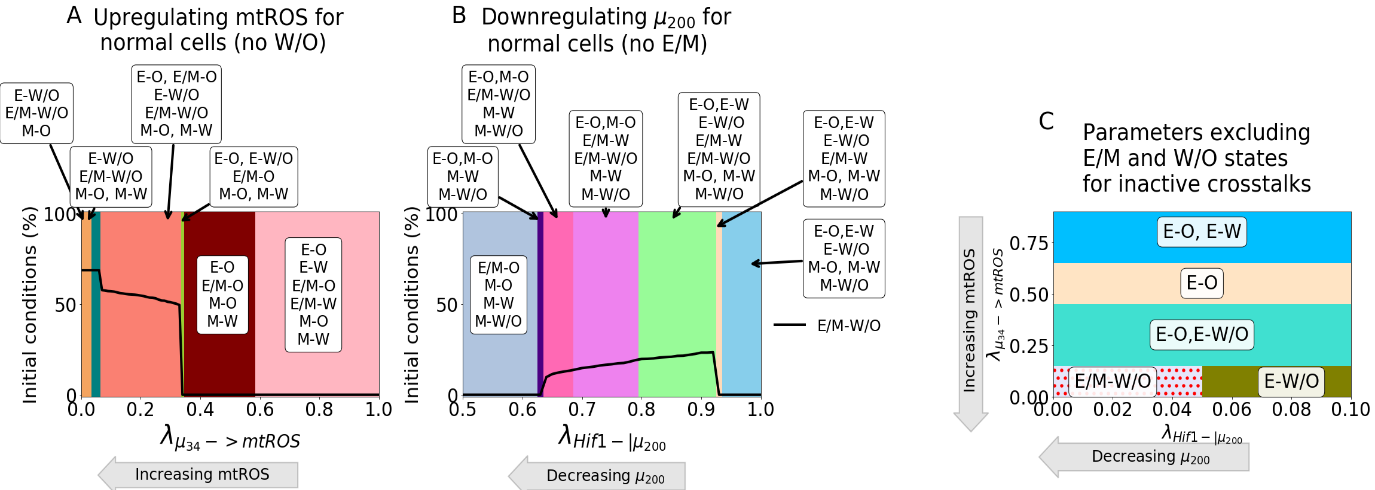 A Upregulating mtROS for
normal cells (no W/O)
E-W/O
E/M-W/O
M-O
E-W/O
E/M-W/O
M-O, M-W
E-O, E/M-O
E-W/O
E/M-W/O
M-O, M-W
E-O, E-W/O
E/M-O
M-O, M-W
E-O
E/M-O
M-O
M-W
E-O
E-W
E/M-O
E/M-W
M-O
M-W
Initial conditions (%)
100
50
0
0.0 0.2 0.4 0.6 0.8 1.0
λμ34−>mtROS
Increasing mtROS
B Downregulating μ200 for
normal cells (no E/M)
E-O,M-O
M-W
M-W/O
E-O,M-O
E/M-W/O
M-W
M-W/O
E-O,M-O
E/M-W
E/M-W/O
M-W
M-W/O
E-O,E-W
E-W/O
E/M-W
E/M-W/O
M-O, M-W
M-W/O
E-O,E-W
E-W/O
E/M-W
M-O, M-W
M-W/O
E-O,E-W
E-W/O
M-O, M-W
M-W/O
E/M-O
M-O
M-W
M-W/O
E/M-W/O
Initial conditions (%)
100
50
0
0.5 0.6 0.7 0.8 0.9 1.0
λHif1−|μ200
Decreasing μ200
C Parameters excluding
E/M and W/O states
for inactive crosstalks
Increasing mtROS
λμ34−>mtROS
0.75
0.50
0.25
0.00
E-O, E-W
E-O
E-O,E-W/O
E/M-W/O
E-W/O
0.00 0.02 0.04 0.06 0.08 0.10
λHif1−|μ200
Decreasing μ200